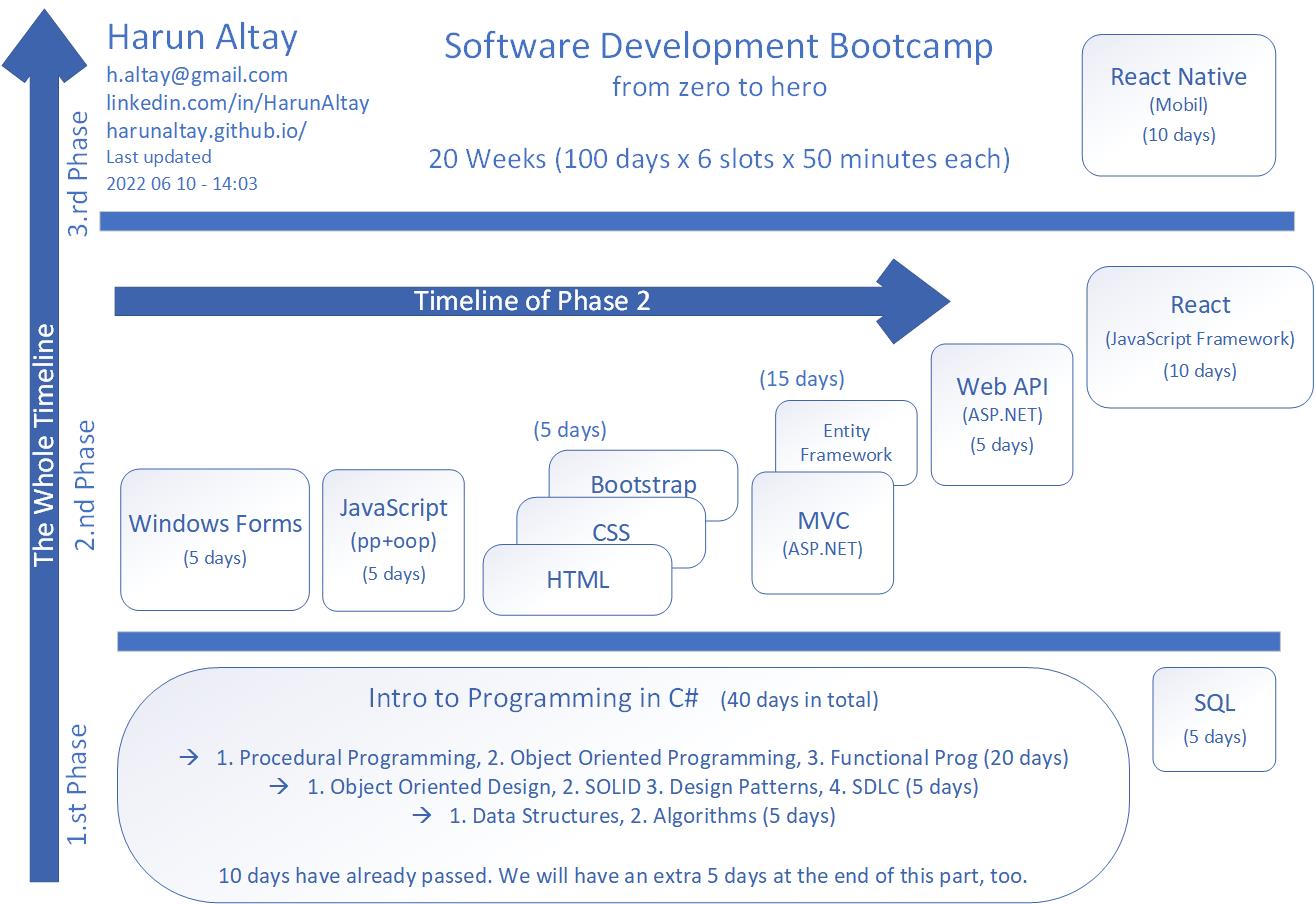 Harun Altay
h.altay@gmail.com
linkedin.com/in/HarunAltay
harunaltay.github.io/
Last updated
2022 06 10 - 14:03
Software Development Bootcamp
from zero to hero
20 Weeks (100 days x 6 slots x 50 minutes each)
React Native
(Mobil)
(10 days)
3.rd Phase
The Whole Timeline
Timeline of Phase 2
2.nd Phase
Windows Forms
(5 days)
JavaScript
(pp+oop)
(5 days)
(5 days)
Bootstrap
CSS
HTML
(15 days)
Entity
Framework
MVC
(ASP.NET)
Web API
(ASP.NET)
(5 days)
React
(JavaScript Framework)
(10 days)
1.st Phase
Intro to Programming in C# (40 days in total)
→ 1. Procedural Programming, 2. Object Oriented Programming, 3. Functional Prog (20 days)
→ 1. Object Oriented Design, 2. SOLID 3. Design Patterns, 4. SDLC (5 days)
→ 1. Data Structures, 2. Algorithms (5 days)
10 days have already passed. We will have an extra 5 days at the end of this part, too.
SQL
(5 days)